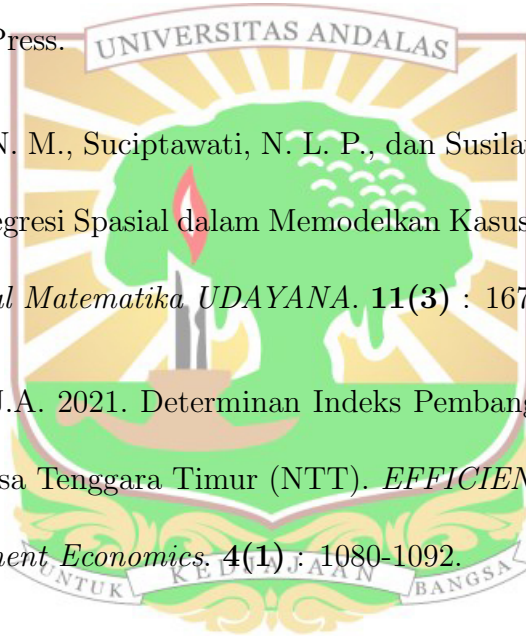 Press.
UNIVERSITAS ANDALAS
N. M., Suciptawati, N. L. P., dan Susila
egresi Spasial dalam Memodelkan Kasus
al Matematika UDAYANA. 11(3) : 167
J.A. 2021. Determinan Indeks Pembang
sa Tenggara Timur (NTT). EFFICIEN
ment Economics. 4(1) : 1080-1092.
UNTUK KEDJAJAAN BANGSA